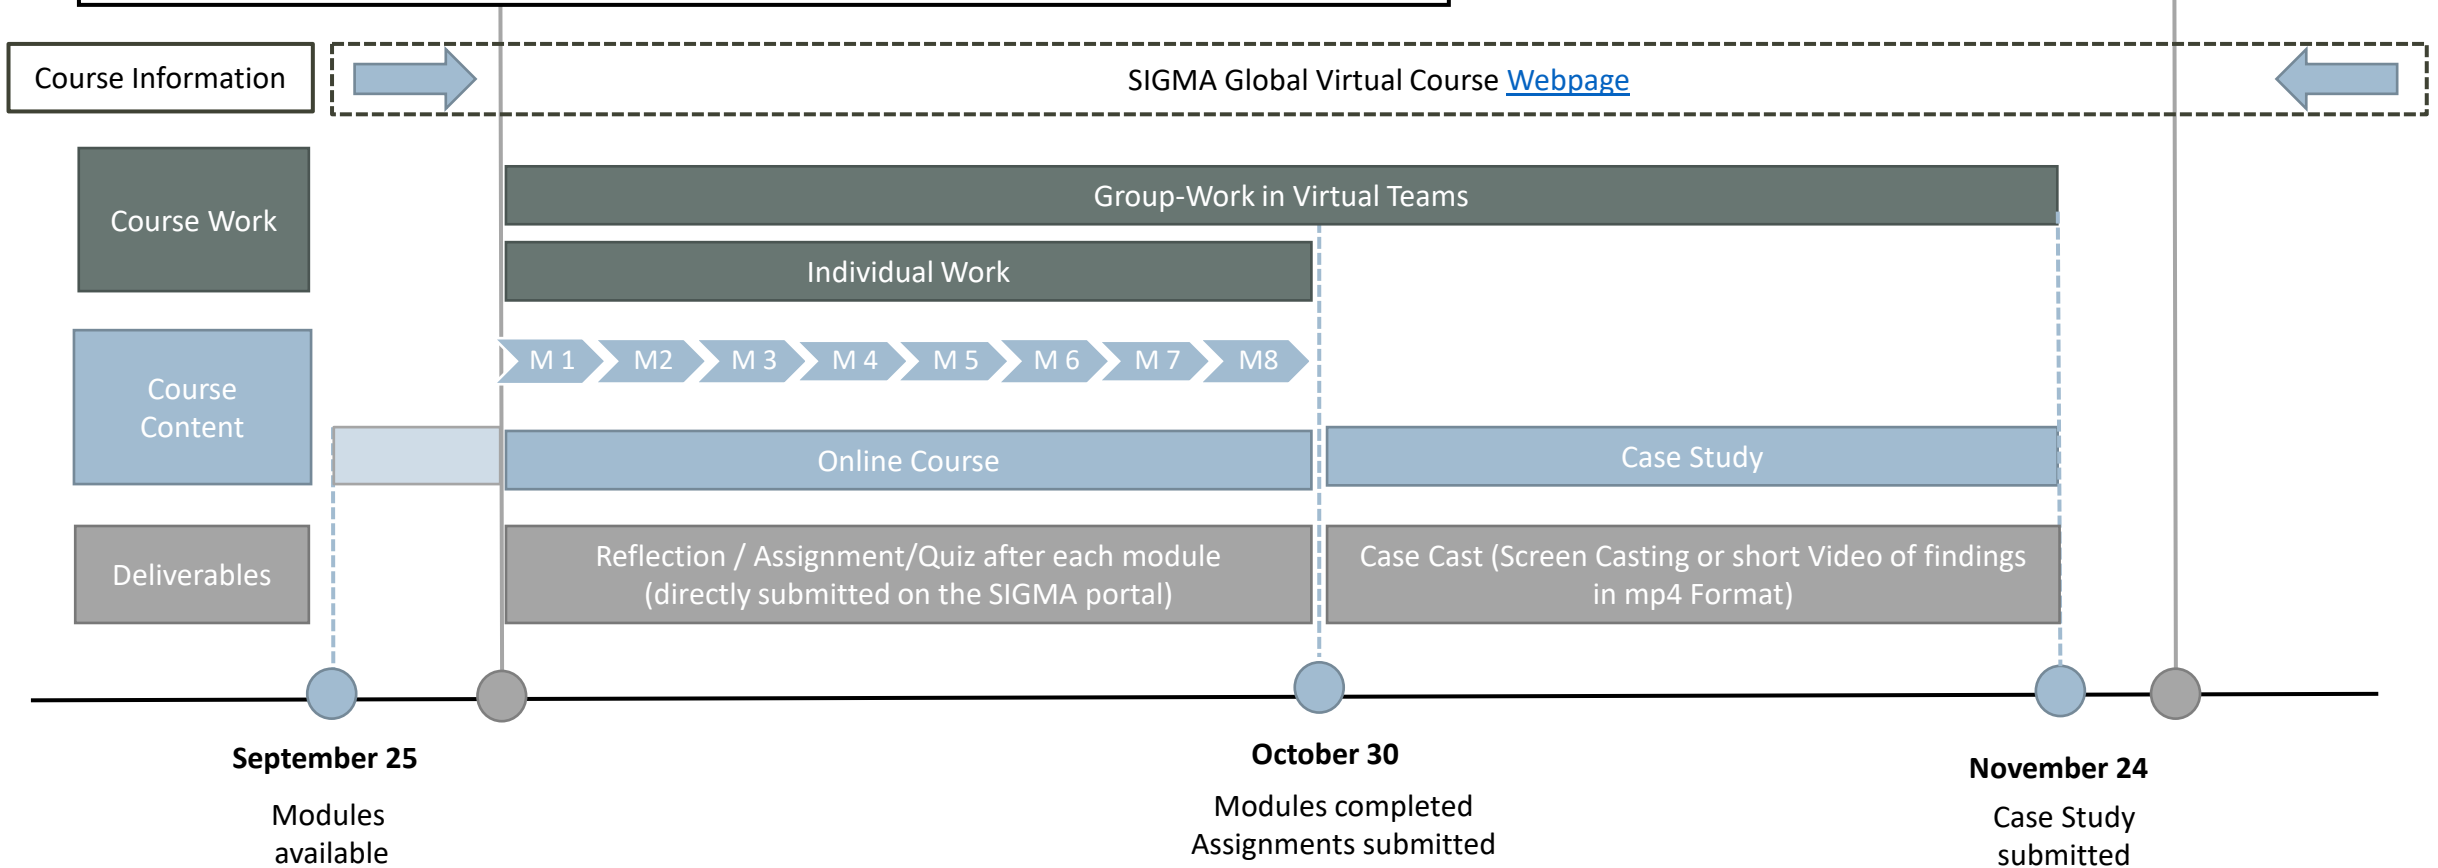 Course Information
SIGMA Global Virtual Course Webpage
Course Work
Group-Work in Virtual Teams
Individual Work
Course
Content
M 1
M2
M 3
M 4
M 5
M 6
M 7
M8
Online Course
Case Study
Deliverables
Reflection / Assignment/Quiz after each module
(directly submitted on the SIGMA portal)
Case Cast (Screen Casting or short Video of findings
in mp4 Format)
September 25
Modules
available
October 30
Modules completed
Assignments submitted
November 24
Case Study
submitted